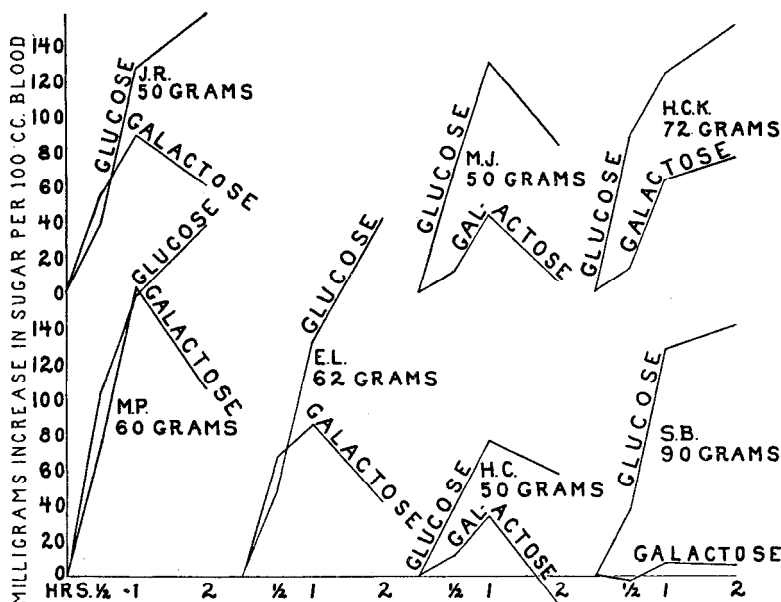 MILLIGRAMS INCREASE IN SUGAR PER 100 CC. BLOOD
140
120
100
80
60
40
20
0
GLUCOSE
J.R.
50 GRAMS
GALACTOSE
GLUCOSE
M.J.
50 GRAMS
GALACTOSE
GLUCOSE
H.C.K.
72 GRAMS
GALACTOSE
140
120
100
80
60
40
20
0
GLUCOSE
GALACTOSE
M.P.
60 GRAMS
GLUCOSE
E.L.
62 GRAMS
GALACTOSE
GLUCOSE
H.C.
50 GRAMS
GALACTOSE
GLUCOSE
S.B.
90 GRAMS
GALACTOSE
HRS. ½ -1 2 ½ 1 2 ½ 1 2 ½ 1 2